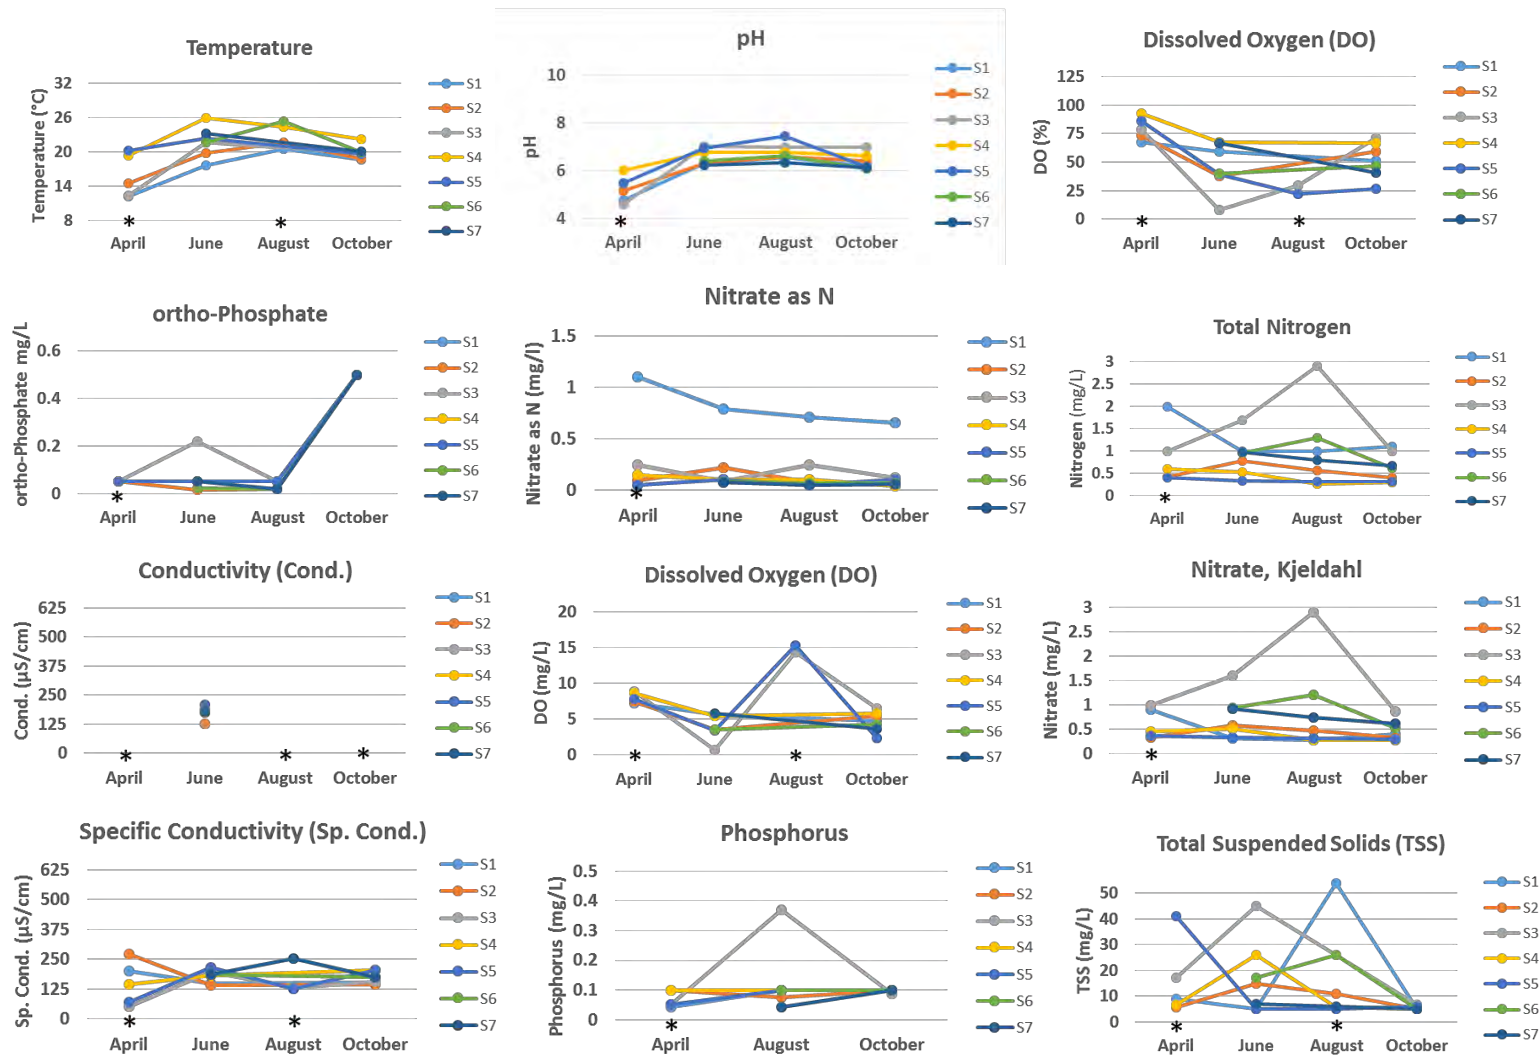 Temperature
Temperature (°C)
32
26
20
14
8
*
*
April
June
August
October
S1
S2
S3
S4
S5
S6
S7
pH
pH
10
8
6
4
*
April
June
August
October
S1
S2
S3
S4
S5
S6
S7
Dissolved Oxygen (DO)
DO (%)
125
100
75
50
25
0
*
*
April
June
August
October
S1
S2
S3
S4
S5
S6
S7
ortho-Phosphate
ortho-Phosphate mg/L
0.6
0.4
0.2
0
*
April
June
August
October
S1
S2
S3
S4
S5
S6
S7
Nitrate as N
Nitrate as N (mg/l)
1.5
1
0.5
0
*
April
June
August
October
S1
S2
S3
S4
S5
S6
S7
Total Nitrogen
Nitrogen (mg/L)
3
2.5
2
1.5
1
0.5
0
*
April
June
August
October
S1
S2
S3
S4
S5
S6
S7
Conductivity (Cond.)
Cond. (µS/cm)
625
500
375
250
125
0
*
*
*
April
June
August
October
S1
S2
S3
S4
S5
S6
S7
Dissolved Oxygen (DO)
DO (mg/L)
20
15
10
5
0
*
*
April
June
August
October
S1
S2
S3
S4
S5
S6
S7
Nitrate, Kjeldahl
Nitrate (mg/L)
3
2.5
2
1.5
1
0.5
0
*
April
June
August
October
S1
S2
S3
S4
S5
S6
S7
Specific Conductivity (Sp. Cond.)
Sp. Cond. (µS/cm)
625
500
375
250
125
0
*
*
April
June
August
October
S1
S2
S3
S4
S5
S6
S7
Phosphorus
Phosphorus (mg/L)
0.5
0.4
0.3
0.2
0.1
0
*
April
August
October
S1
S2
S3
S4
S5
S6
S7
Total Suspended Solids (TSS)
TSS (mg/L)
50
40
30
20
10
0
*
*
April
June
August
October
S1
S2
S3
S4
S5
S6
S7